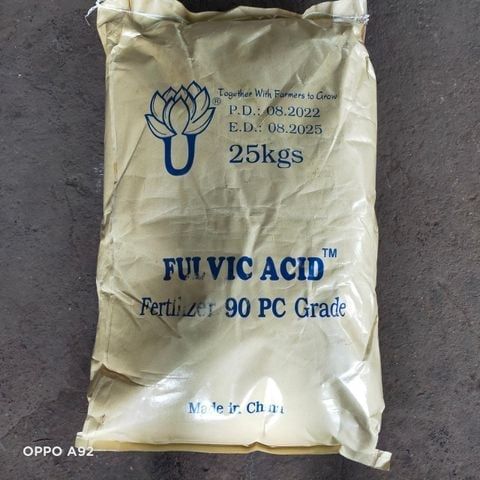 Together With Farmers to Grow
®
P.D.: 08.2022
E.D.: 08.2025
25kgs
FULVIC ACID™
Fertilizer 90 PC Grade
Made in China
OPPO A92